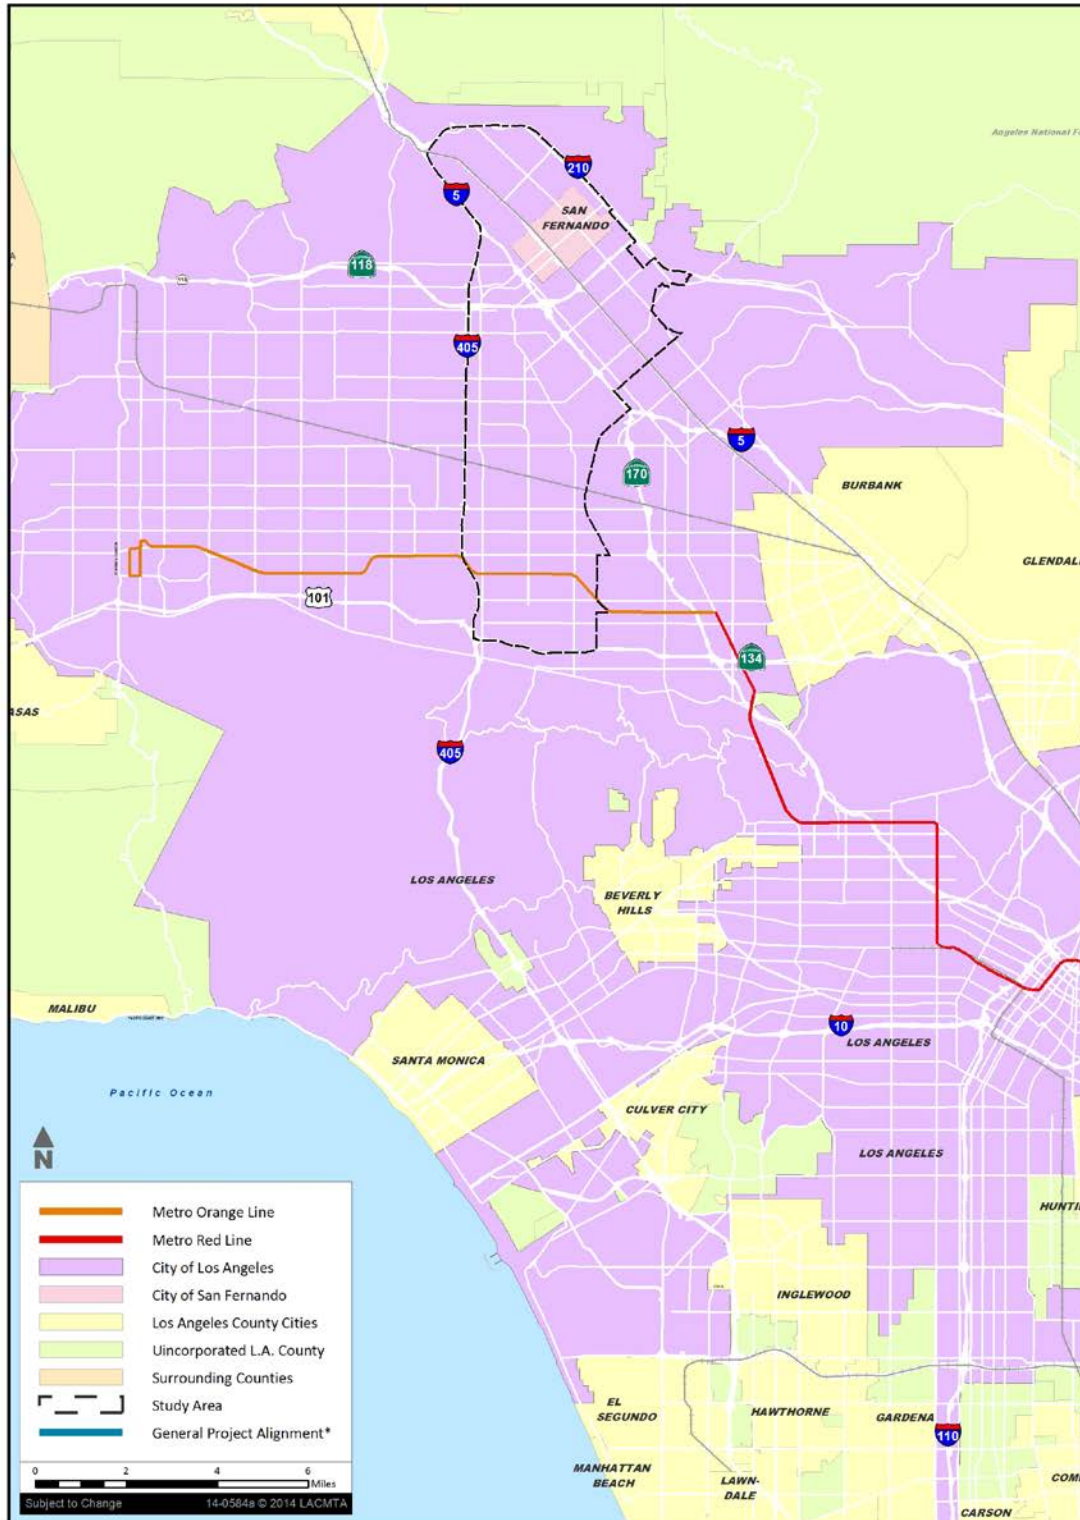 Angeles National Fo
210
5
SAN
FERNANDO
118
405
5
170
BURBANK
GLENDAL
101
134
ASAS
405
LOS ANGELES
BEVERLY
HILLS
MALIBU
10
LOS ANGELES
SANTA MONICA
Pacific Ocean
CULVER CITY
LOS ANGELES
N
HUNTI
Metro Orange Line
Metro Red Line
City of Los Angeles
City of San Fernando
Los Angeles County Cities
Uincorporated L.A. County
Surrounding Counties
Study Area
General Project Alignment*
INGLEWOOD
EL
SEGUNDO
HAWTHORNE
GARDENA
110
MANHATTAN
BEACH
LAWN-
DALE
COM
CARSON
0 2 4 6
Miles
Subject to Change 14-0584a © 2014 LACMTA